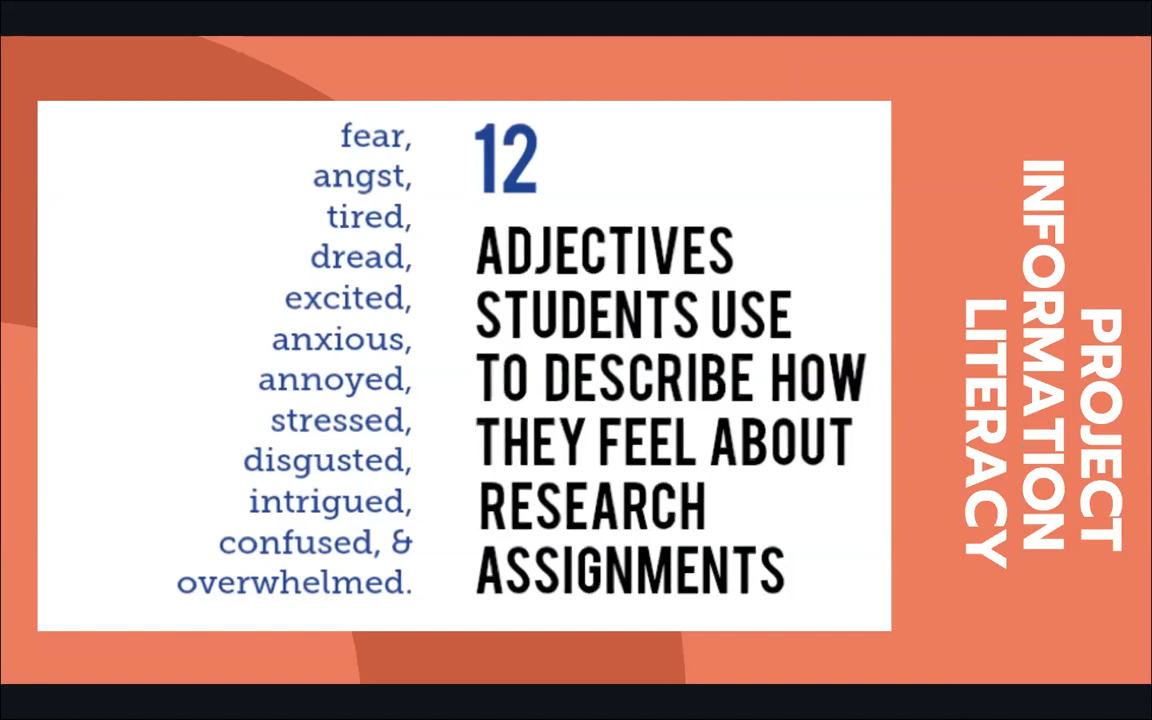 fear,
angst,
tired,
dread,
excited,
anxious,
annoyed,
stressed,
disgusted,
intrigued,
confused, &
overwhelmed.
12
ADJECTIVES
STUDENTS USE
TO DESCRIBE HOW
THEY FEEL ABOUT
RESEARCH
ASSIGNMENTS
PROJECT
INFORMATION
LITERACY